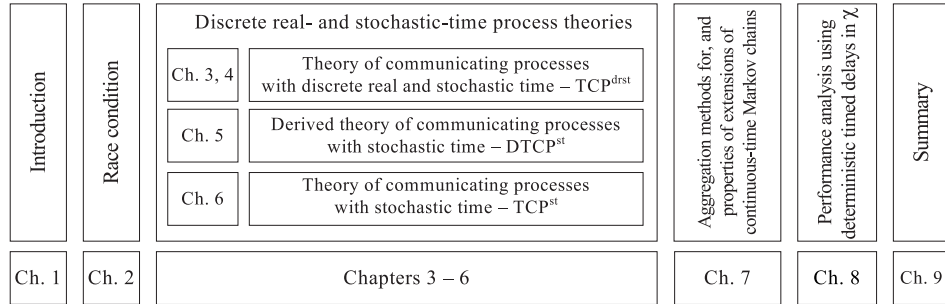 Introduction
Race condition
Discrete real- and stochastic-time process theories
Ch. 3, 4
Theory of communicating processes
with discrete real and stochastic time – TCP^drst
Ch. 5
Derived theory of communicating processes
with stochastic time – DTCP^st
Ch. 6
Theory of communicating processes
with stochastic time – TCP^st
Aggregation methods for, and
properties of extensions of
continuous-time Markov chains
Performance analysis using
deterministic timed delays in χ
Summary
Ch. 1
Ch. 2
Chapters 3 – 6
Ch. 7
Ch. 8
Ch. 9